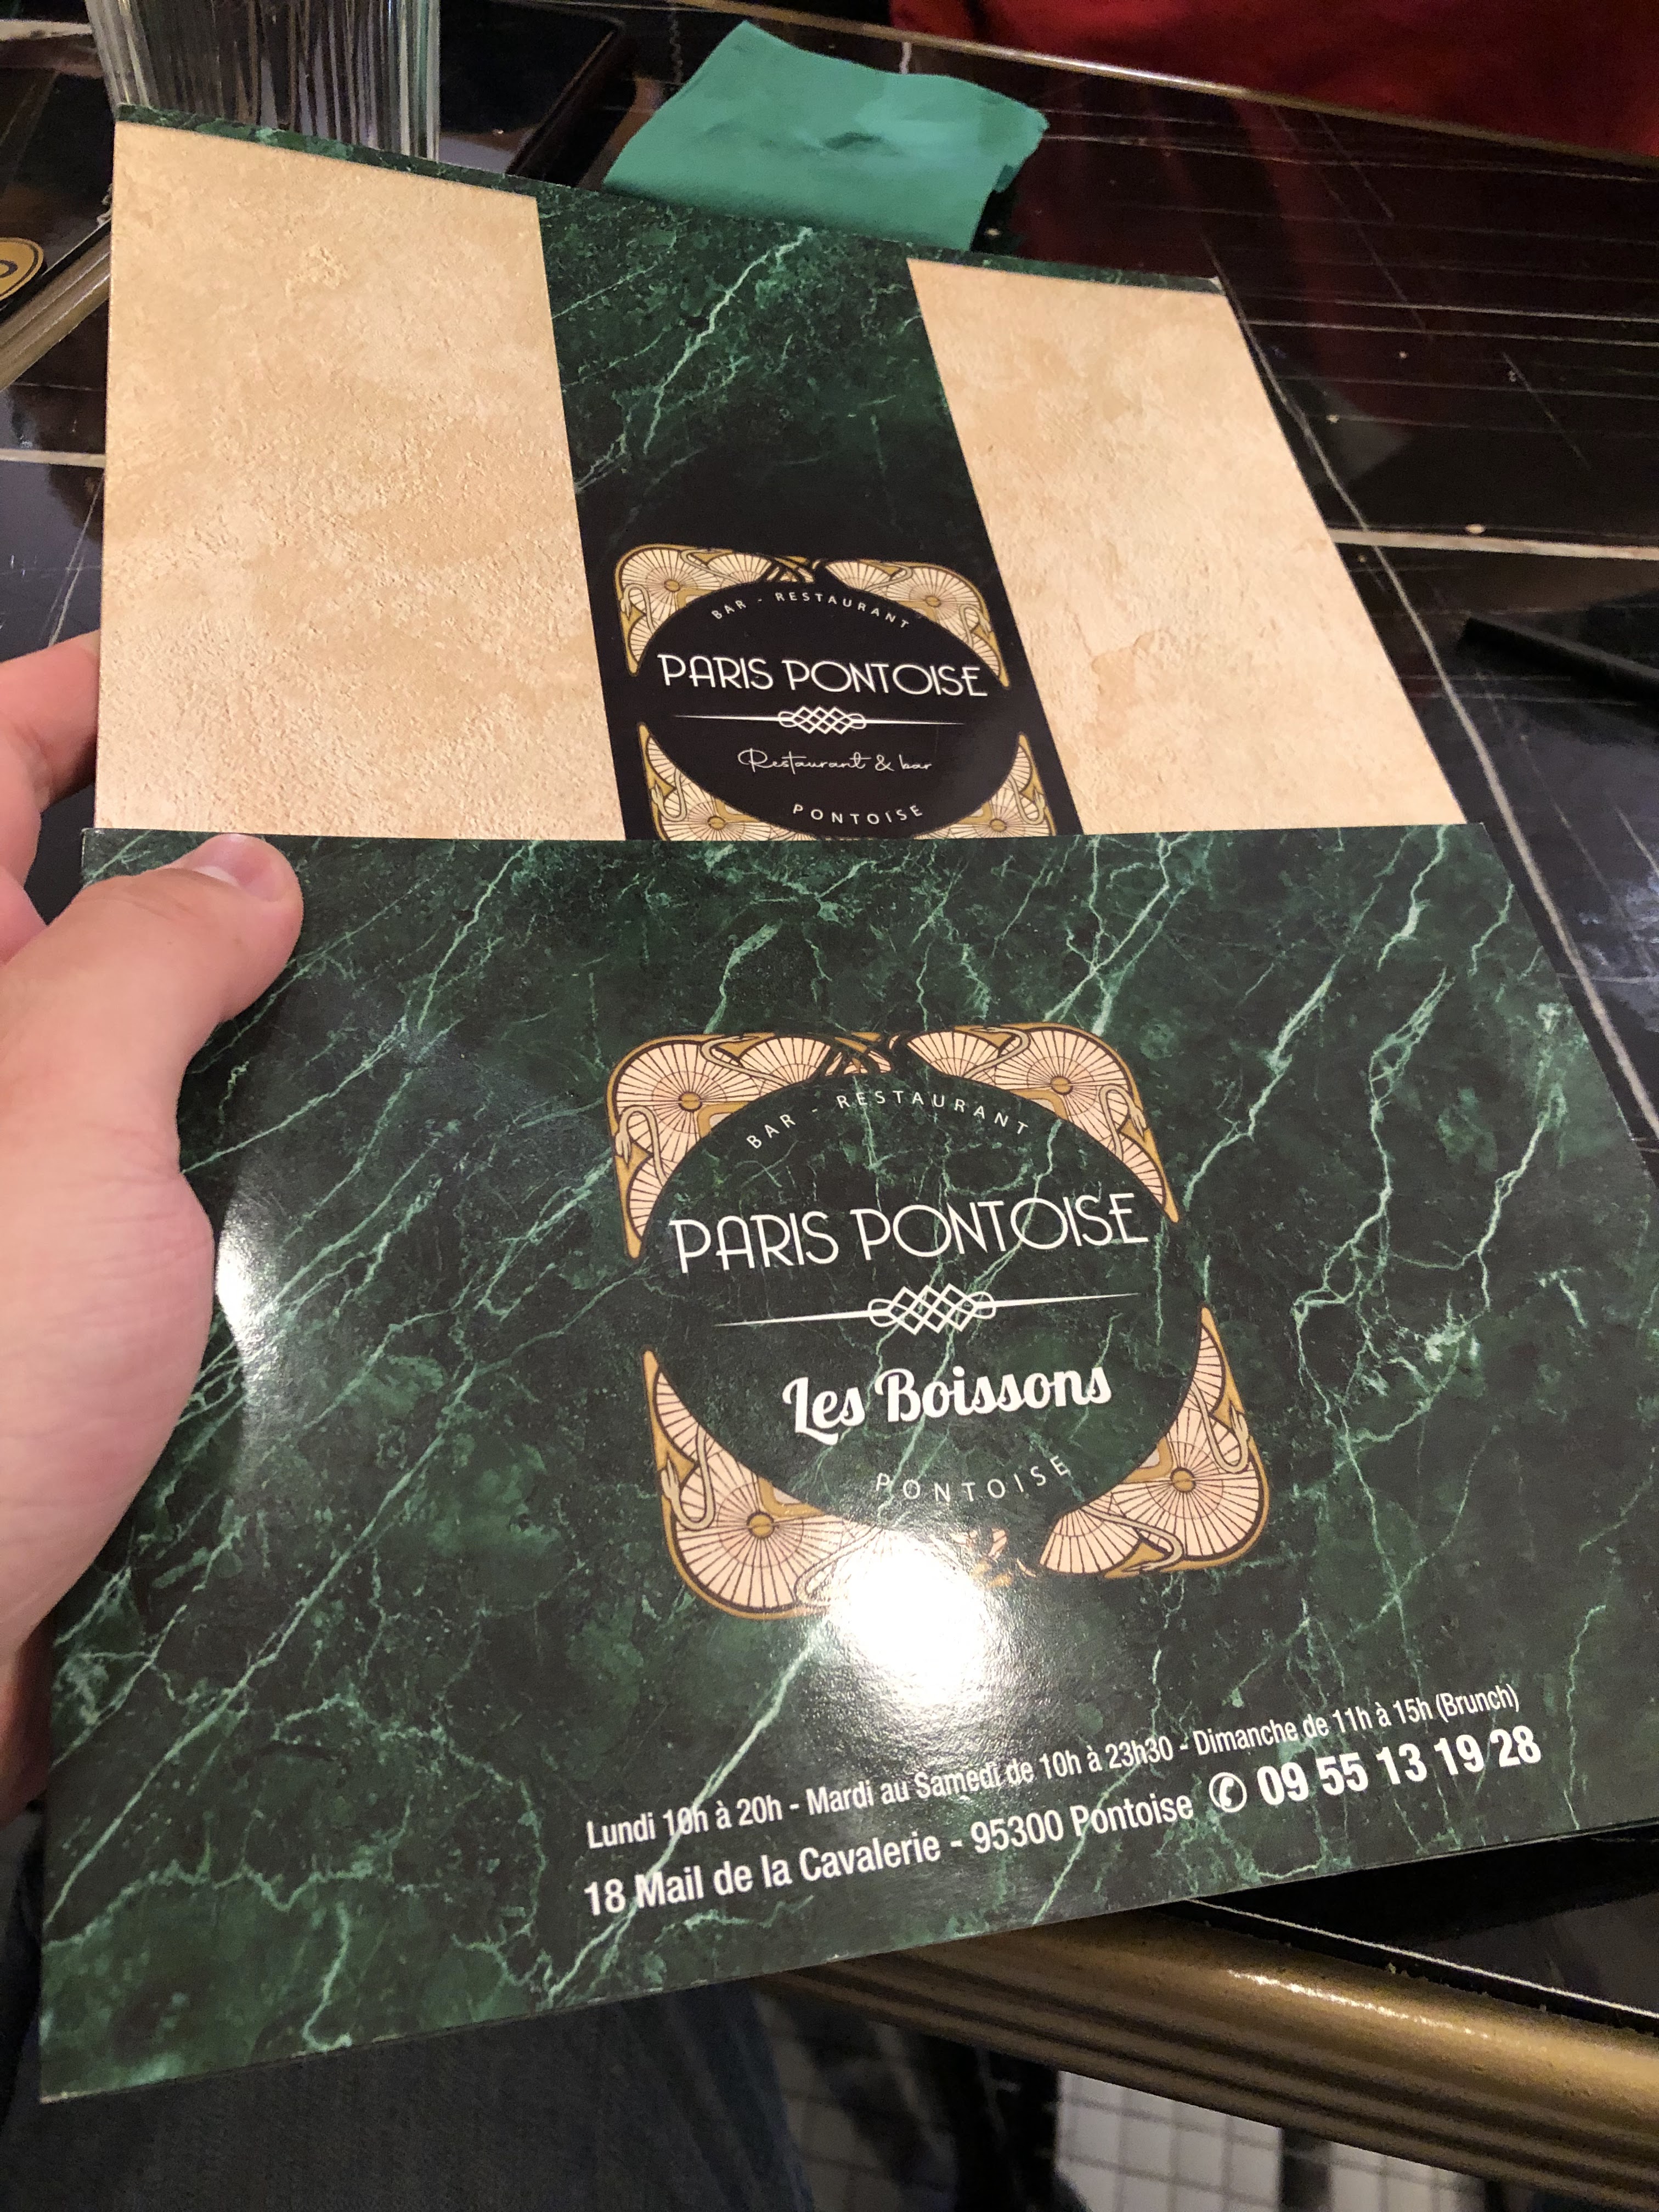 BAR - RESTAURANT
PARIS PONTOISE
Restaurant & bar
PONTOISE
BAR - RESTAURANT
PARIS PONTOISE
Les Boissons
PONTOISE
Lundi 10h à 20h - Mardi au Samedi de 10h à 23h30 - Dimanche de 11h à 15h (Brunch)
18 Mail de la Cavalerie - 95300 Pontoise ✆ 09 55 13 19 28